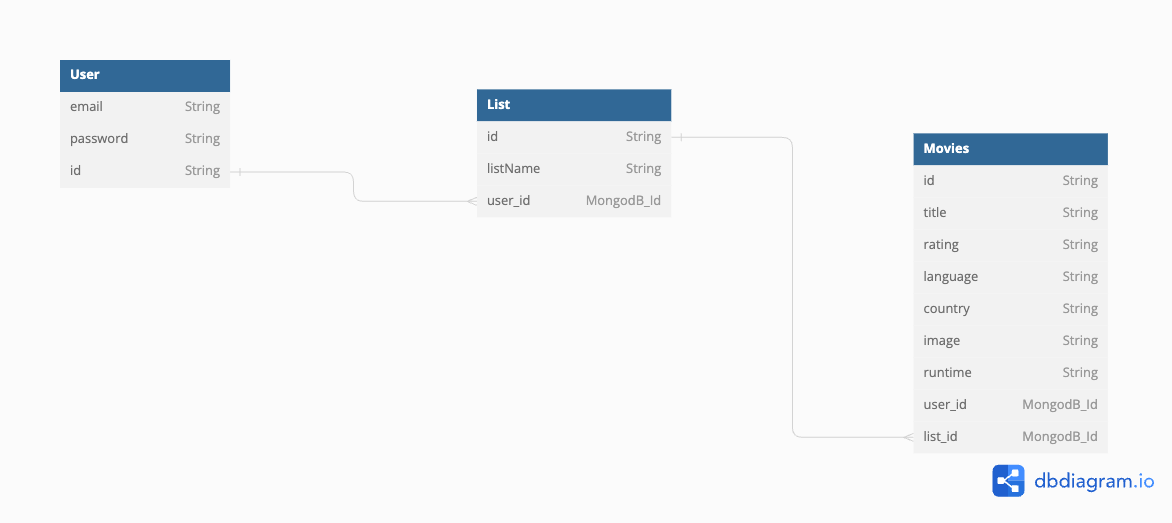 User
email String
password String
id String
List
id String
listName String
user_id MongodB_Id
Movies
id String
title String
rating String
language String
country String
image String
runtime String
user_id MongodB_Id
list_id MongodB_Id
dbdiagram.io